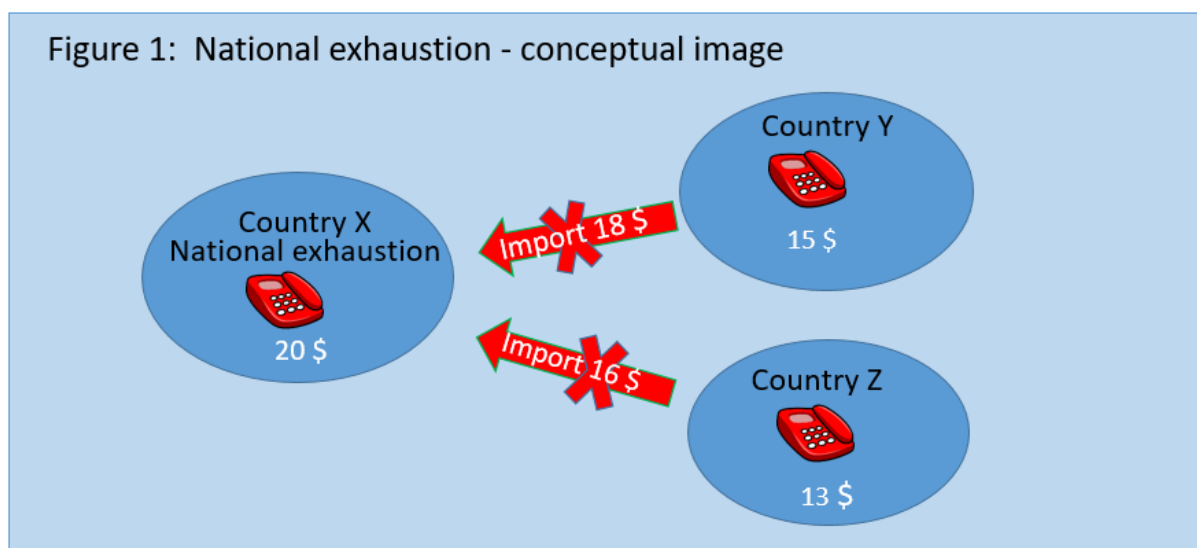 Figure 1:  National exhaustion - conceptual image
Country Y
15 $
Import 18 $
Country X
National exhaustion
20 $
Import 16 $
Country Z
13 $